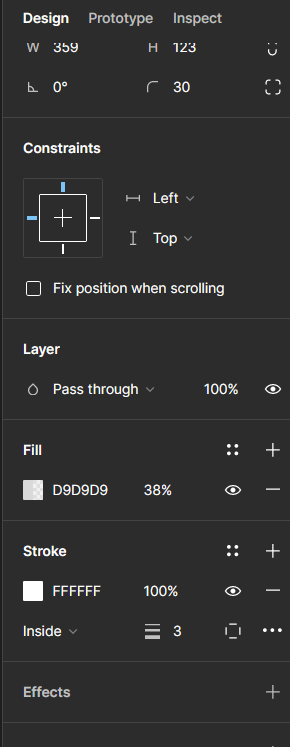 Design Prototype Inspect
W 359 H 123
0° 30
Constraints
Left
Top
Fix position when scrolling
Layer
Pass through 100%
Fill
D9D9D9 38%
Stroke
FFFFFF 100%
Inside 3
Effects